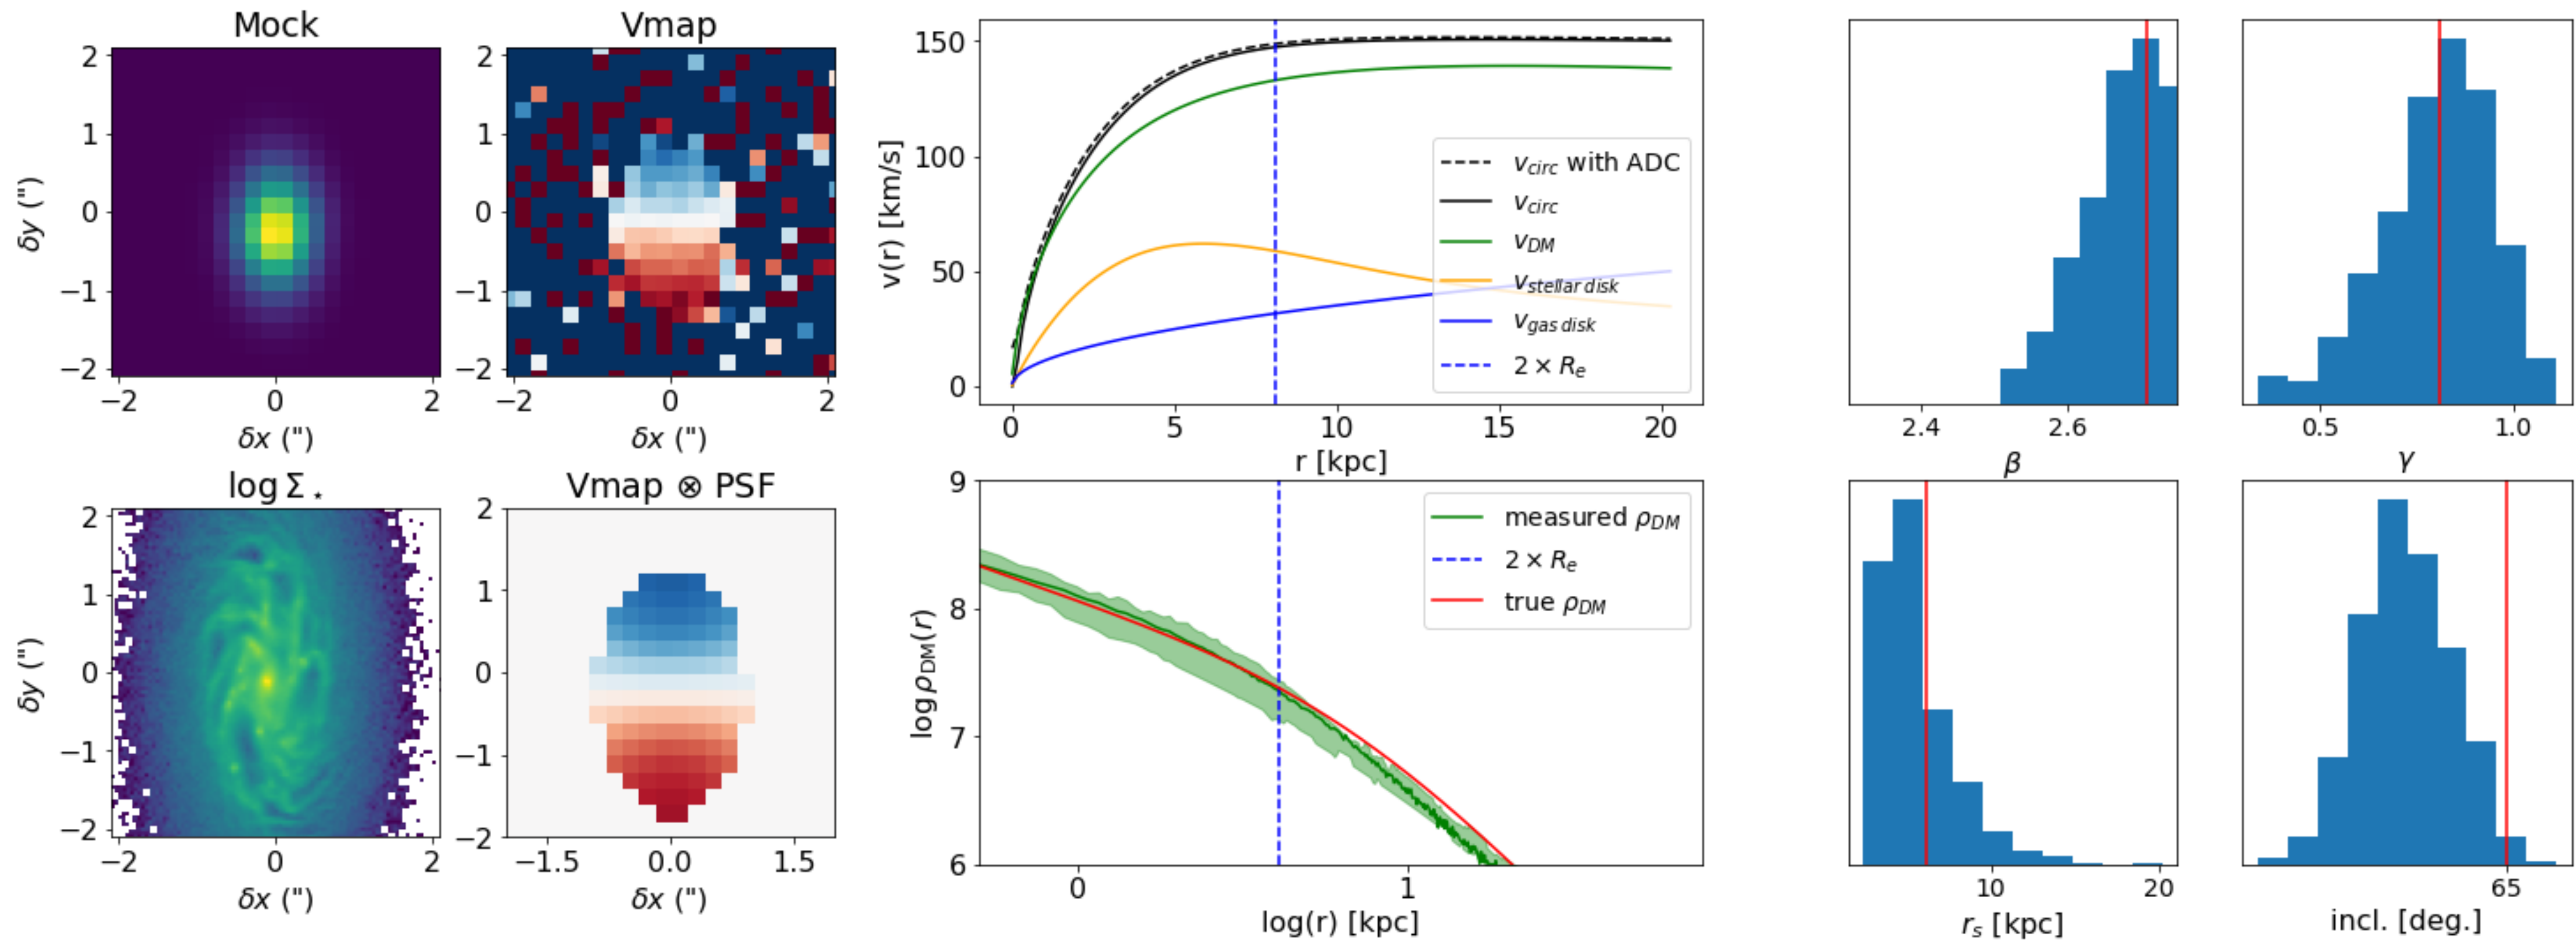 Mock
Vmap
2
1
0
−1
−2
δy (")
−2 0 2
δx (")
2
1
0
−1
−2
−2 0 2
δx (")
150
100
50
0
v(r) [km/s]
0 5 10 15 20
r [kpc]
v_circ with ADC
v_circ
v_DM
v_stellar disk
v_gas disk
2 × R_e
2.4 2.6
β
0.5 1.0
γ
log Σ⋆
Vmap ⊗ PSF
2
1
0
−1
−2
δy (")
−2 0 2
δx (")
2
1
0
−1
−2
−1.5 0.0 1.5
δx (")
9
8
7
6
log ρ_DM(r)
0 1
log(r) [kpc]
measured ρ_DM
2 × R_e
true ρ_DM
10 20
r_s [kpc]
65
incl. [deg.]